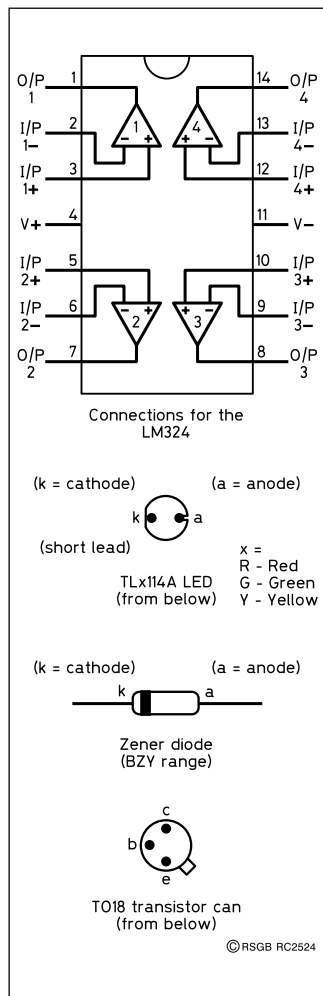 O/P 1 14 O/P
1 4
I/P 2 13 I/P
1− 1 4 4−
− + + −
I/P 3 12 I/P
1+ 4+
V+ 4 11 V−
I/P 5 10 I/P
2+ 3+
I/P 6 − + + − 9 I/P
2− 2 3 3−
O/P 7 8 O/P
2 3
Connections for the
LM324
(k = cathode) (a = anode)
k a
(short lead)
TLx114A LED
(from below)
x =
R - Red
G - Green
Y - Yellow
(k = cathode) (a = anode)
k a
Zener diode
(BZY range)
c
b
e
TO18 transistor can
(from below)
©RSGB RC2524